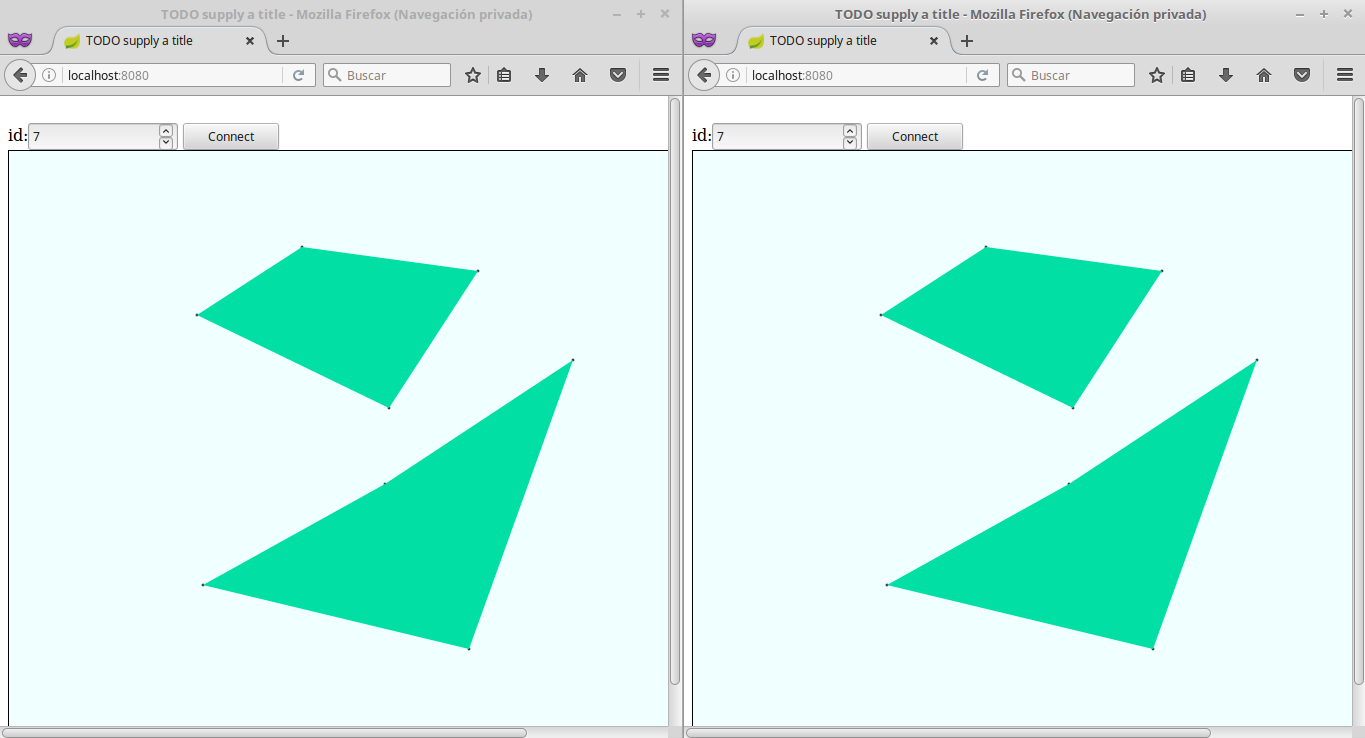 TODO supply a title - Mozilla Firefox (Navegación privada)
TODO supply a title
localhost:8080
Buscar
id: 7 Connect
TODO supply a title - Mozilla Firefox (Navegación privada)
TODO supply a title
localhost:8080
Buscar
id: 7 Connect